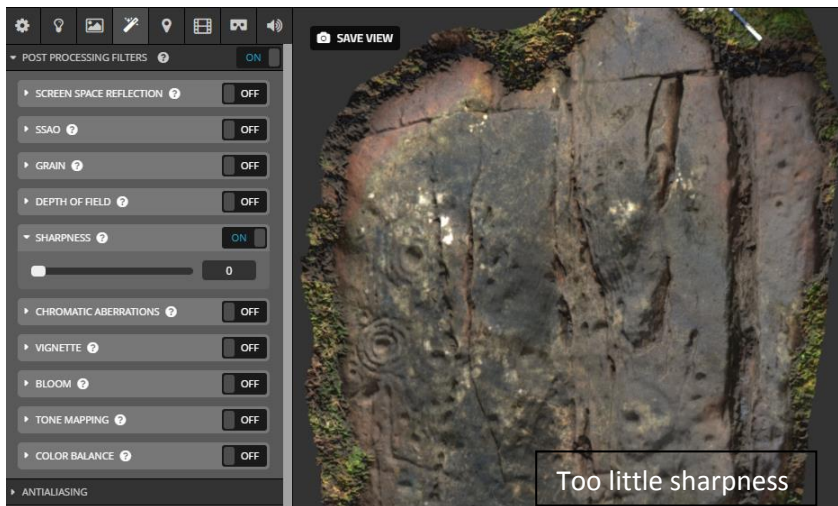 SAVE VIEW
POST PROCESSING FILTERS ? ON
SCREEN SPACE REFLECTION ? OFF
SSAO ? OFF
GRAIN ? OFF
DEPTH OF FIELD ? OFF
SHARPNESS ? ON
0
CHROMATIC ABERRATIONS ? OFF
VIGNETTE ? OFF
BLOOM ? OFF
TONE MAPPING ? OFF
COLOR BALANCE ? OFF
ANTIALIASING
Too little sharpness